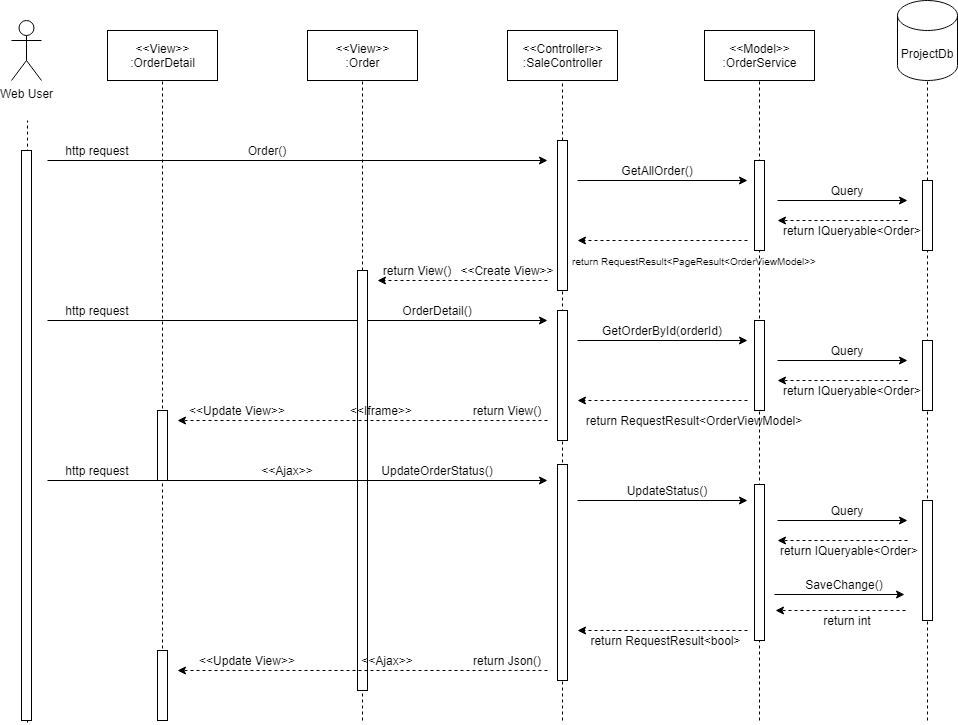 <<View>>
:OrderDetail
<<View>>
:Order
<<Controller>>
:SaleController
<<Model>>
:OrderService
ProjectDb
Web User
http request
Order()
GetAllOrder()
Query
return IQueryable<Order>
return RequestResult<PageResult<OrderViewModel>>
return View()
<<Create View>>
http request
OrderDetail()
GetOrderById(orderId)
Query
return IQueryable<Order>
<<Update View>>
<<Iframe>>
return View()
return RequestResult<OrderViewModel>
http request
<<Ajax>>
UpdateOrderStatus()
UpdateStatus()
Query
return IQueryable<Order>
SaveChange()
return int
return RequestResult<bool>
<<Update View>>
<<Ajax>>
return Json()